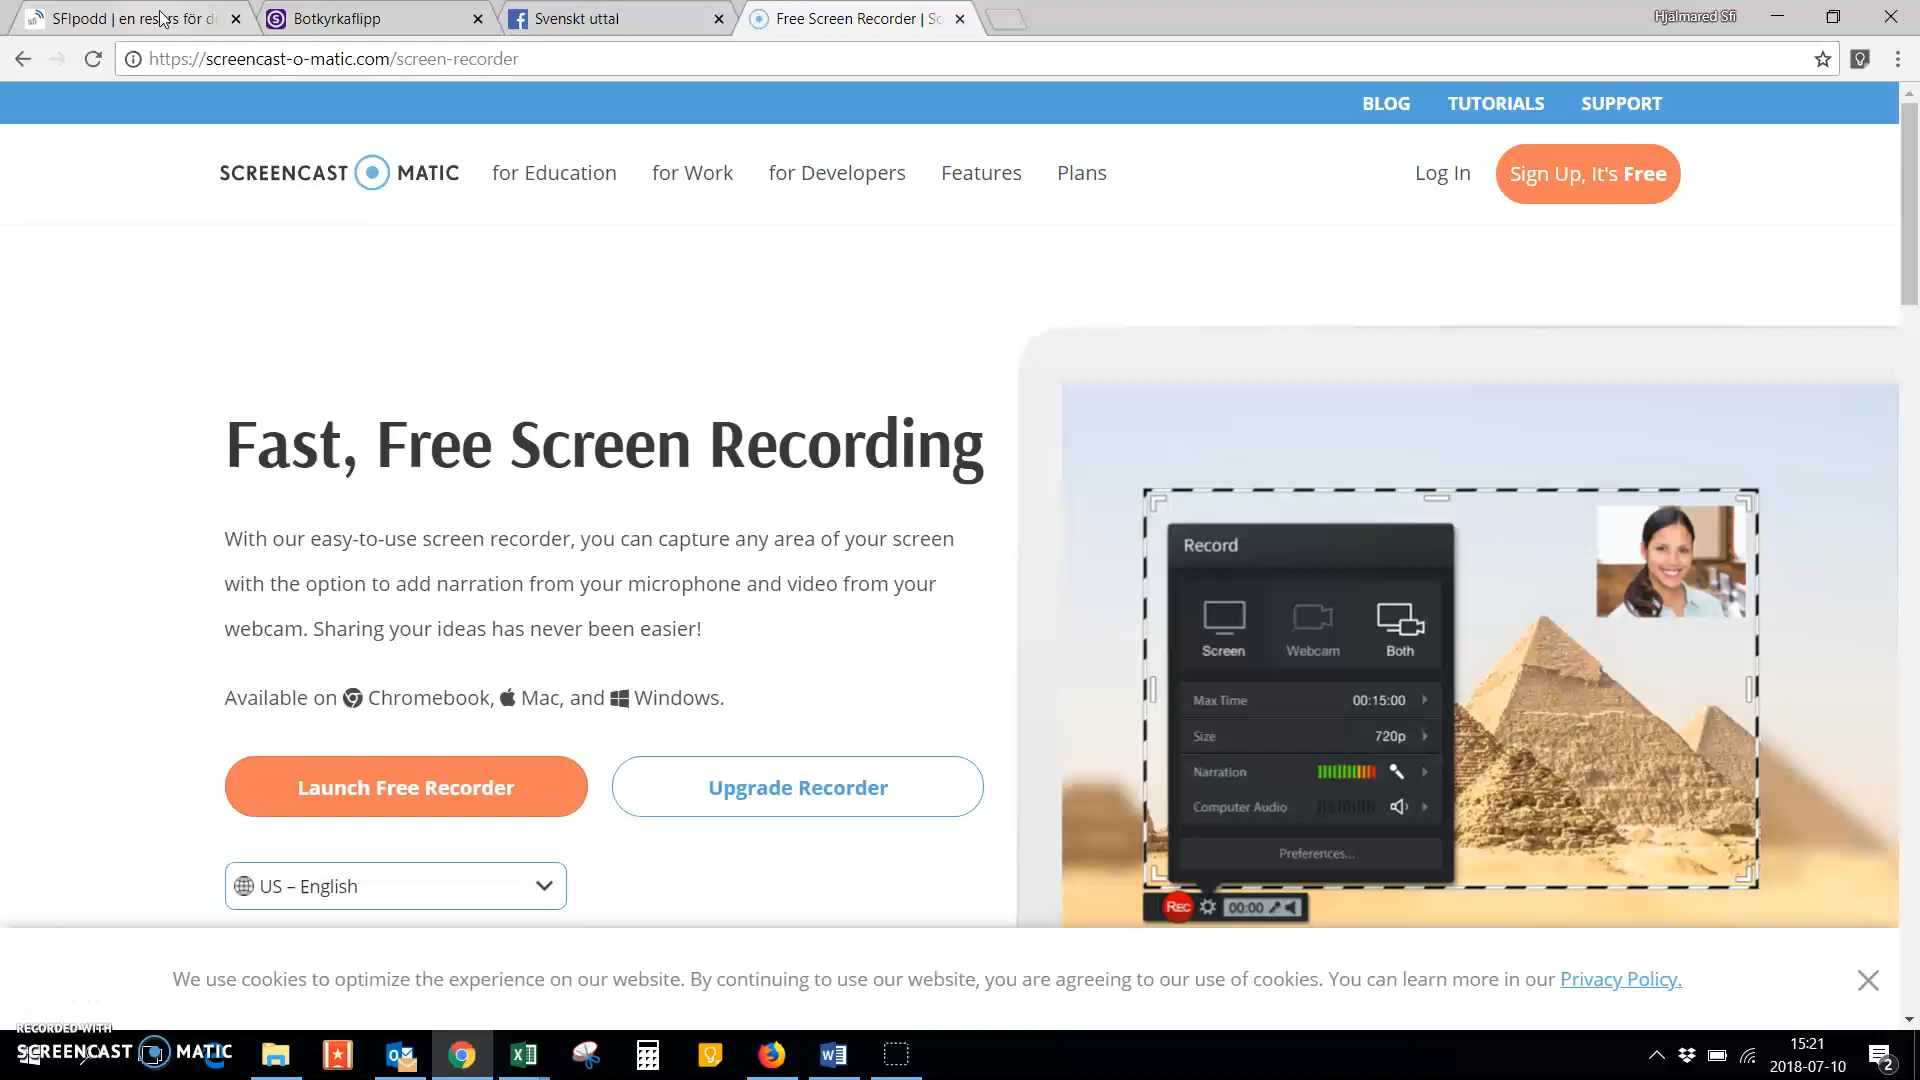 SFIpodd | en resurs för di
Botkyrkaflipp
Svenskt uttal
Free Screen Recorder | Sc
Hjälmared Sfi
https://screencast-o-matic.com/screen-recorder
BLOG TUTORIALS SUPPORT
SCREENCAST MATIC for Education for Work for Developers Features Plans Log In Sign Up, It's Free
Fast, Free Screen Recording
With our easy-to-use screen recorder, you can capture any area of your screen
with the option to add narration from your microphone and video from your
webcam. Sharing your ideas has never been easier!
Available on Chromebook, Mac, and Windows.
Launch Free Recorder Upgrade Recorder
US – English
Record
Screen Webcam Both
Max Time 00:15:00
Size 720p
Narration
Computer Audio
Preferences...
REC 00:00
We use cookies to optimize the experience on our website. By continuing to use our website, you are agreeing to our use of cookies. You can learn more in our Privacy Policy.
RECORDED WITH
SCREENCAST MATIC
15:21
2018-07-10
2